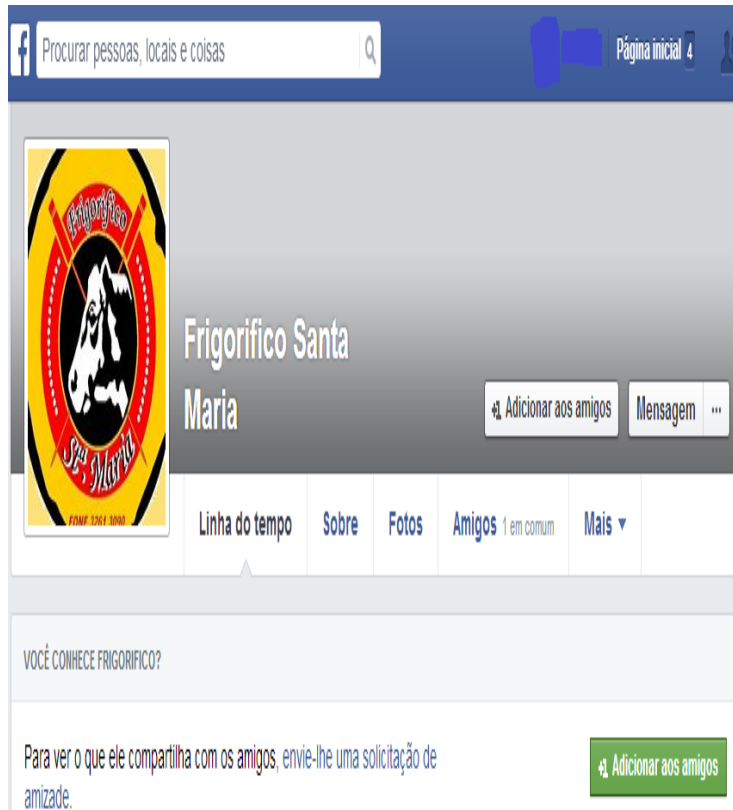 f
Procurar pessoas, locais e coisas
Página inicial 4
Frigorífico
Stª. Maria
FONE 3261 3090
Frigorifico Santa
Maria
Adicionar aos amigos
Mensagem ...
Linha do tempo Sobre Fotos Amigos 1 em comum Mais ▾
VOCÊ CONHECE FRIGORIFICO?
Para ver o que ele compartilha com os amigos, envie-lhe uma solicitação de
amizade.
Adicionar aos amigos